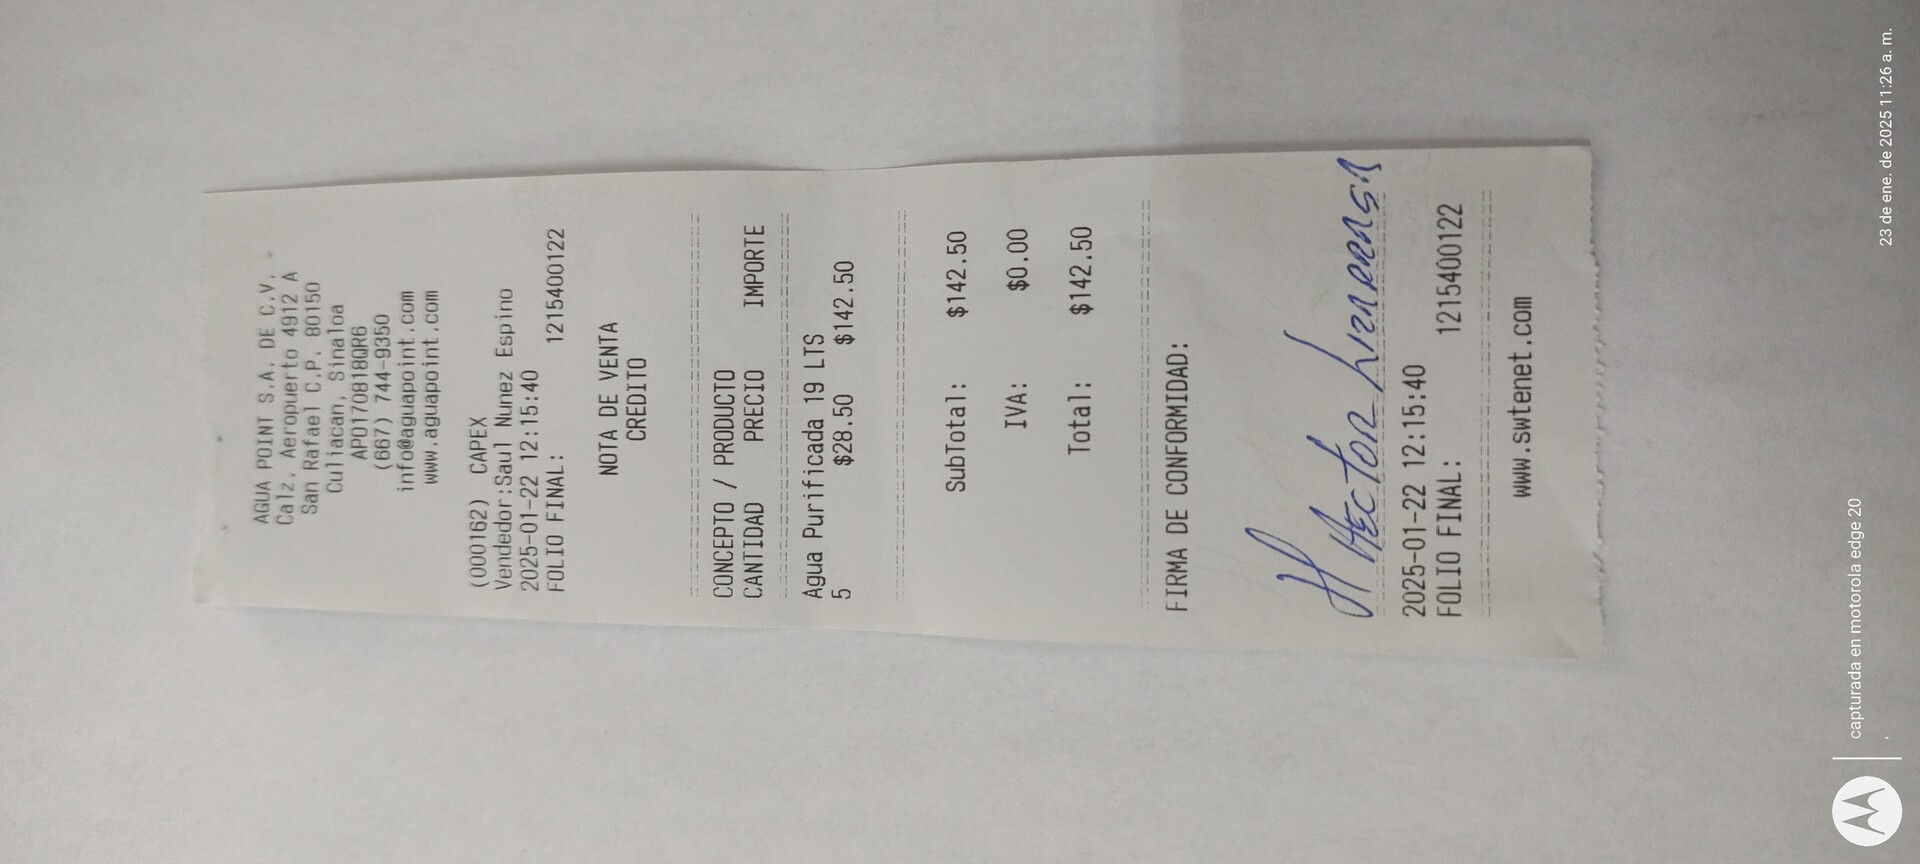 AGUA POINT S.A. DE C.V.
Calz. Aeropuerto 4912 A
San Rafael C.P. 80150
Culiacan, Sinaloa
APO170818QR6
(667) 744-9350
info@aguapoint.com
www.aguapoint.com
(000162) CAPEX
Vendedor:Saul Nunez Espino
2025-01-22 12:15:40
FOLIO FINAL: 1215400122
NOTA DE VENTA
CREDITO
CONCEPTO / PRODUCTO
CANTIDAD PRECIO IMPORTE
Agua Purificada 19 LTS
5 $28.50 $142.50
SubTotal: $142.50
IVA: $0.00
Total: $142.50
FIRMA DE CONFORMIDAD:
HECTOR
2025-01-22 12:15:40
FOLIO FINAL: 1215400122
www.swtenet.com
capturada en motorola edge 20
23 de ene. de 2025 11:26 a. m.